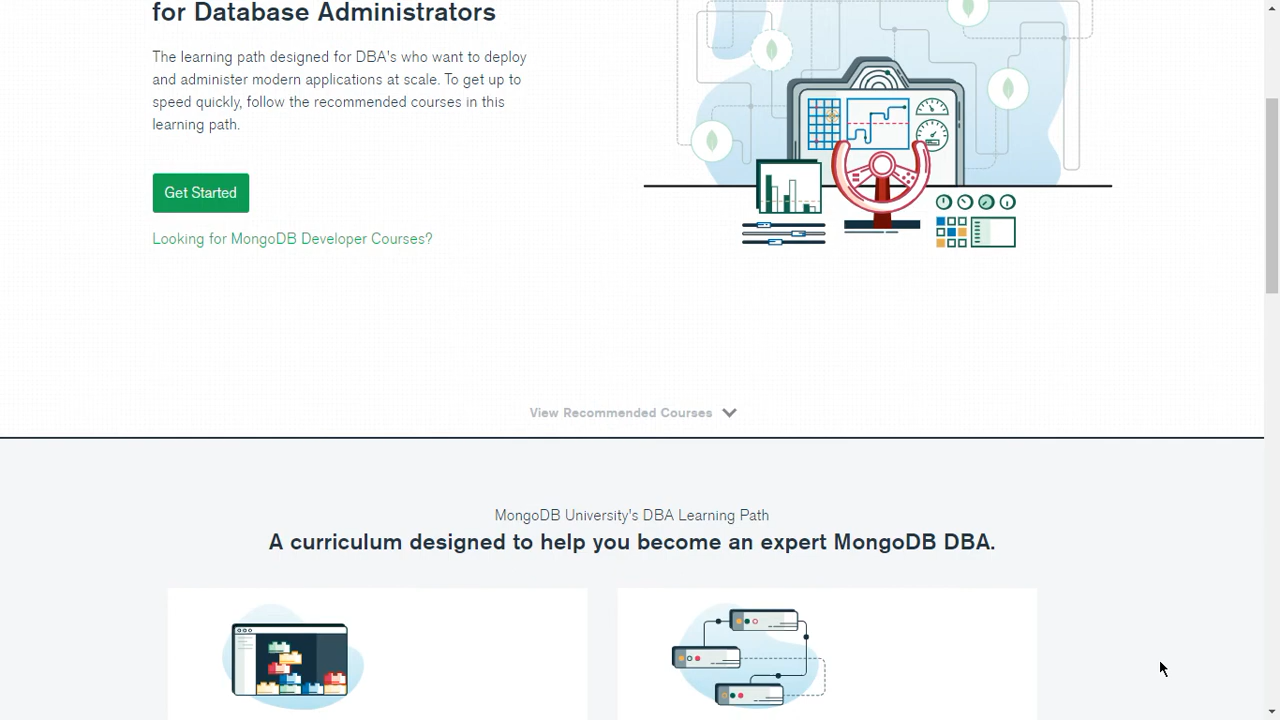 for Database Administrators
The learning path designed for DBA's who want to deploy
and administer modern applications at scale. To get up to
speed quickly, follow the recommended courses in this
learning path.
Get Started
Looking for MongoDB Developer Courses?
View Recommended Courses
MongoDB University's DBA Learning Path
A curriculum designed to help you become an expert MongoDB DBA.